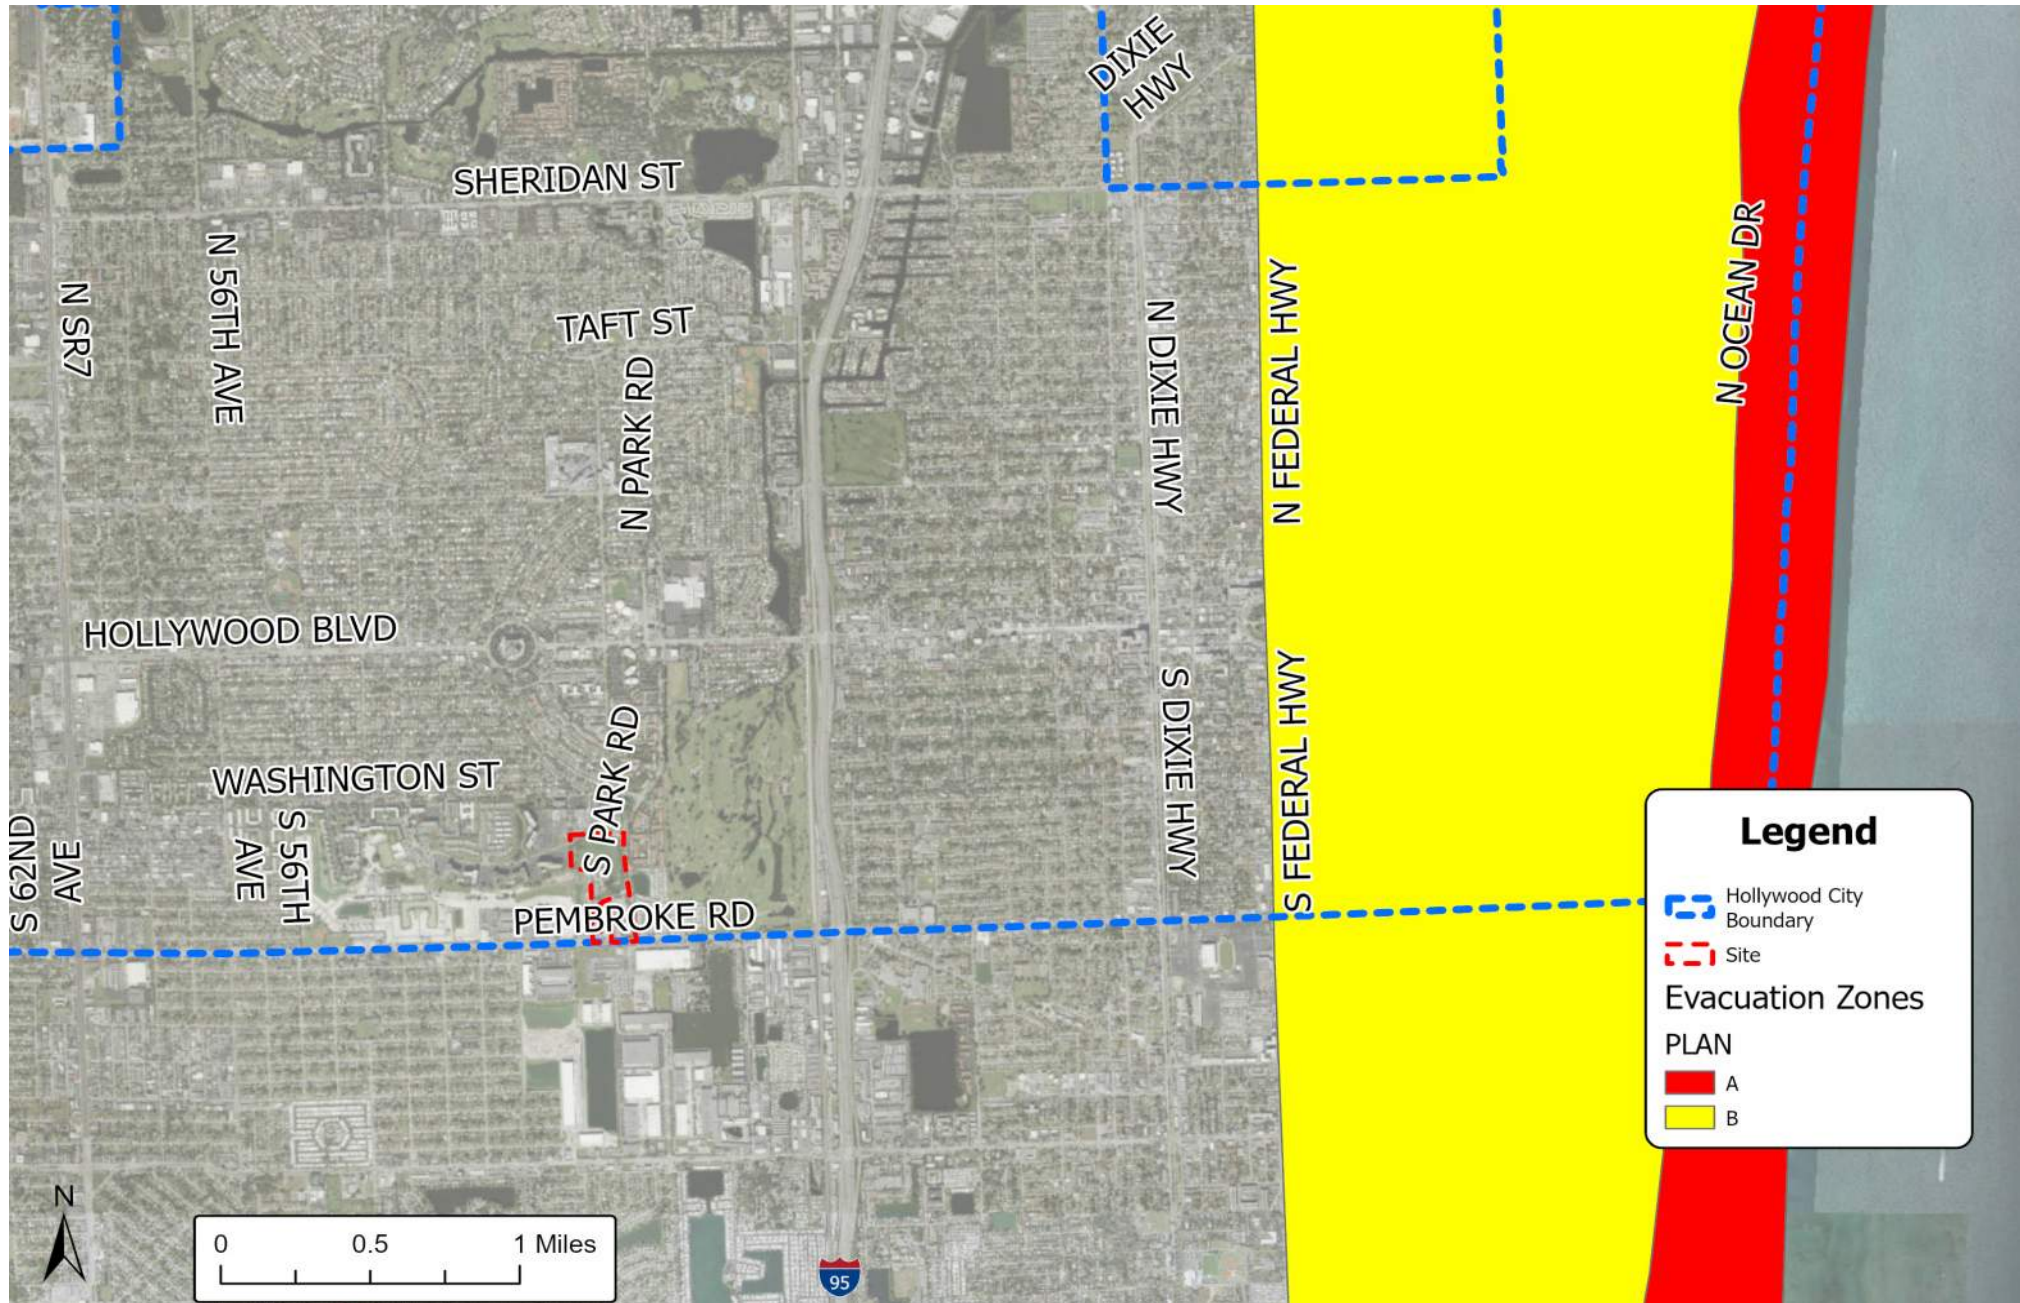 DIXIE
HWY
SHERIDAN ST
N SR7
N 56TH AVE
TAFT ST
N PARK RD
N DIXIE HWY
N FEDERAL HWY
N OCEAN DR
HOLLYWOOD BLVD
S PARK RD
S DIXIE HWY
S FEDERAL HWY
WASHINGTON ST
S 62ND
AVE
S 56TH
AVE
PEMBROKE RD
Legend
Hollywood City
Boundary
Site
Evacuation Zones
PLAN
A
B
N
0 0.5 1 Miles
95